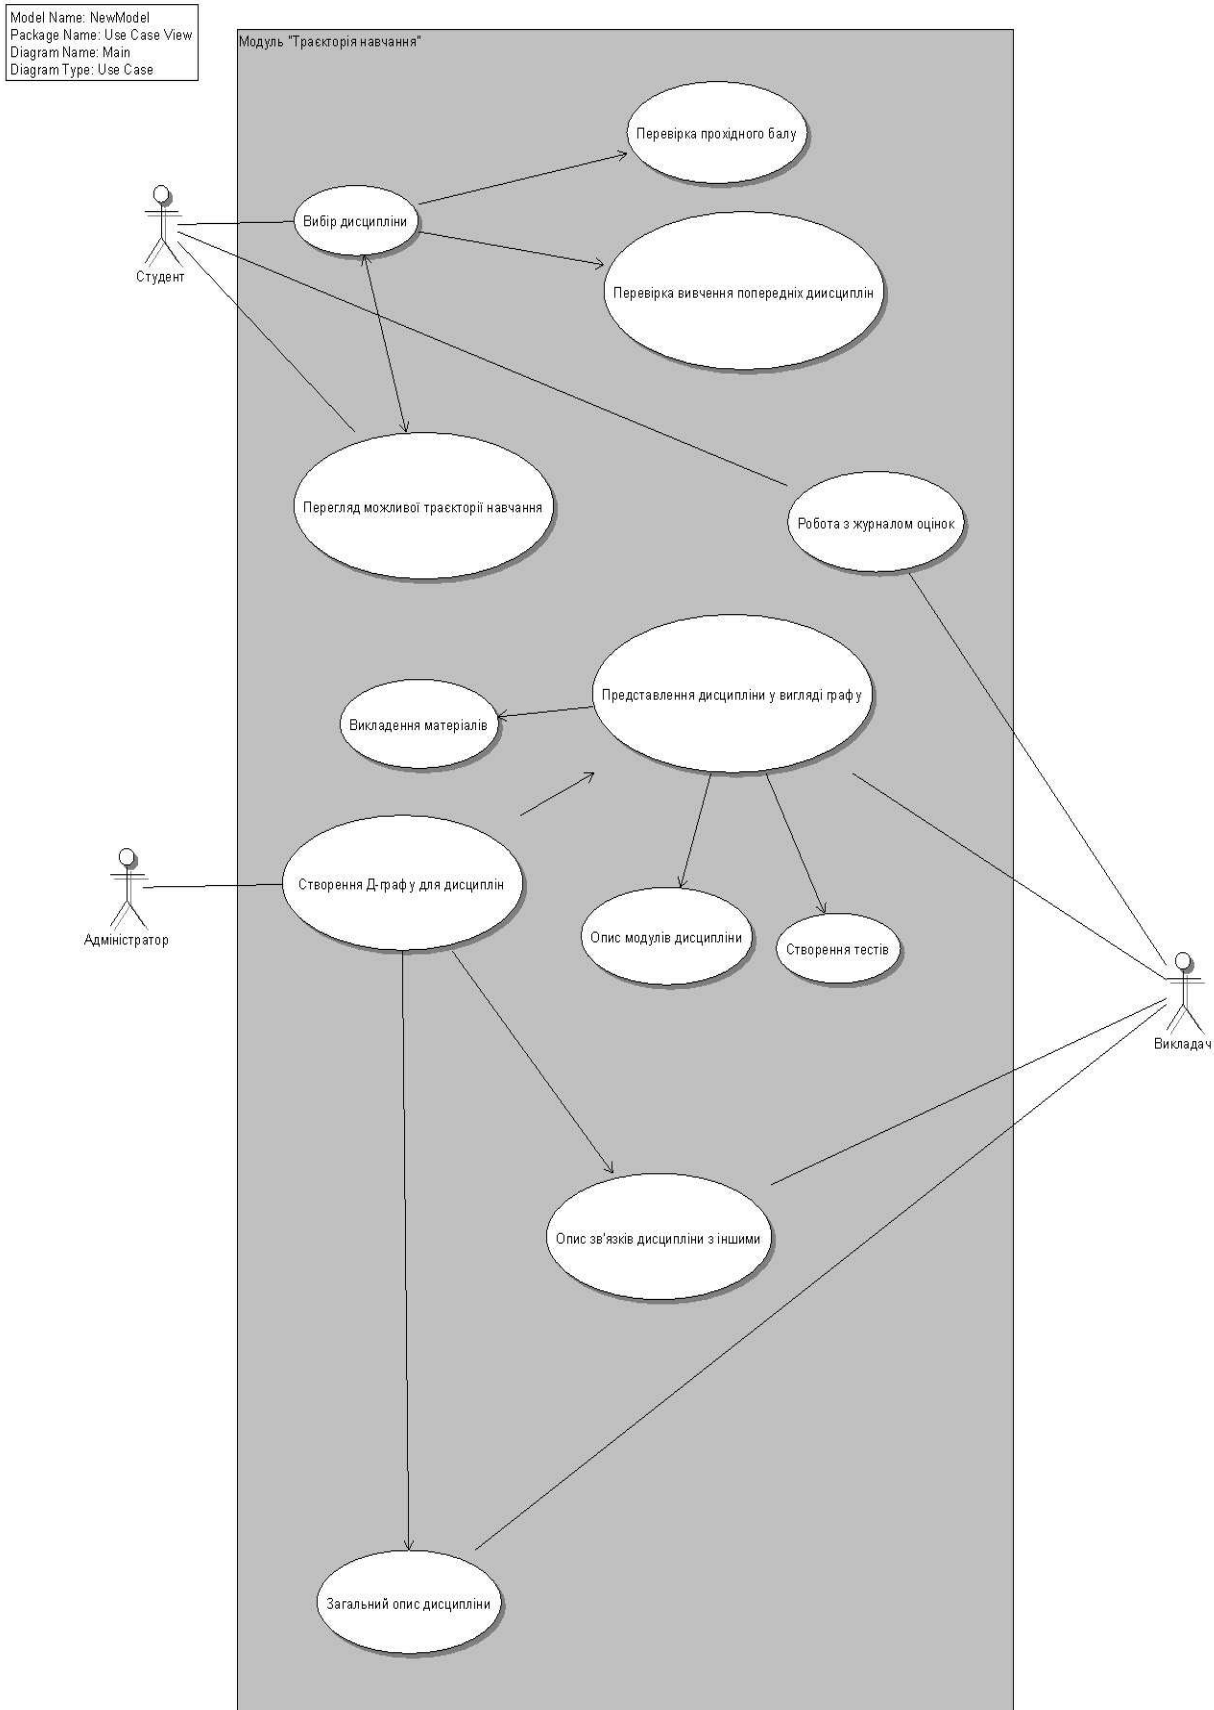 Model Name: NewModel
Package Name: Use Case View
Diagram Name: Main
Diagram Type: Use Case
Модуль "Траєкторія навчання"
Перевірка прохідного балу
Вибір дисципліни
Студент
Перевірка вивчення попередніх диисциплін
Перегляд можливої траєкторії навчання
Робота з журналом оцінок
Представлення дисципліни у вигляді графу
Викладення матеріалів
Створення Д-графу для дисциплін
Адміністратор
Опис модулів дисципліни
Створення тестів
Викладач
Опис зв'язків дисципліни з іншими
Загальний опис дисципліни